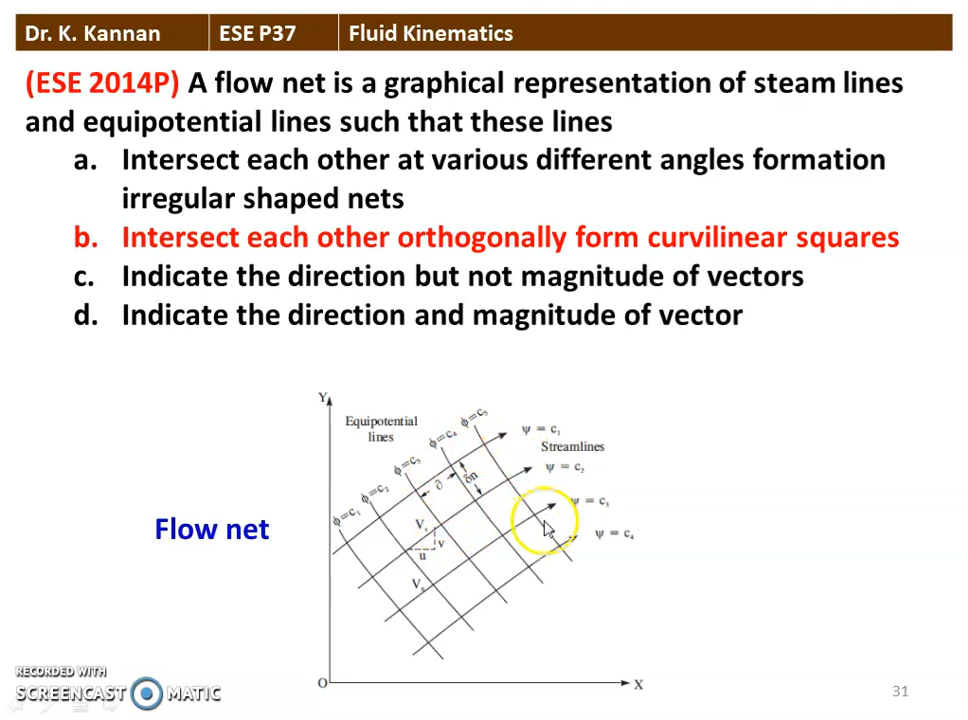 Dr. K. Kannan ESE P37 Fluid Kinematics
(ESE 2014P) A flow net is a graphical representation of steam lines
and equipotential lines such that these lines
a. Intersect each other at various different angles formation
irregular shaped nets
b. Intersect each other orthogonally form curvilinear squares
c. Indicate the direction but not magnitude of vectors
d. Indicate the direction and magnitude of vector
Y
Equipotential
lines
ϕ=c₁
ϕ=c₂
ϕ=c₃
ϕ=c₄
ϕ=c₅
ψ = c₁
Streamlines
ψ = c₂
ψ = c₃
ψ = c₄
δn
V
v
u
V
Flow net
O
X
RECORDED WITH
SCREENCAST MATIC
31